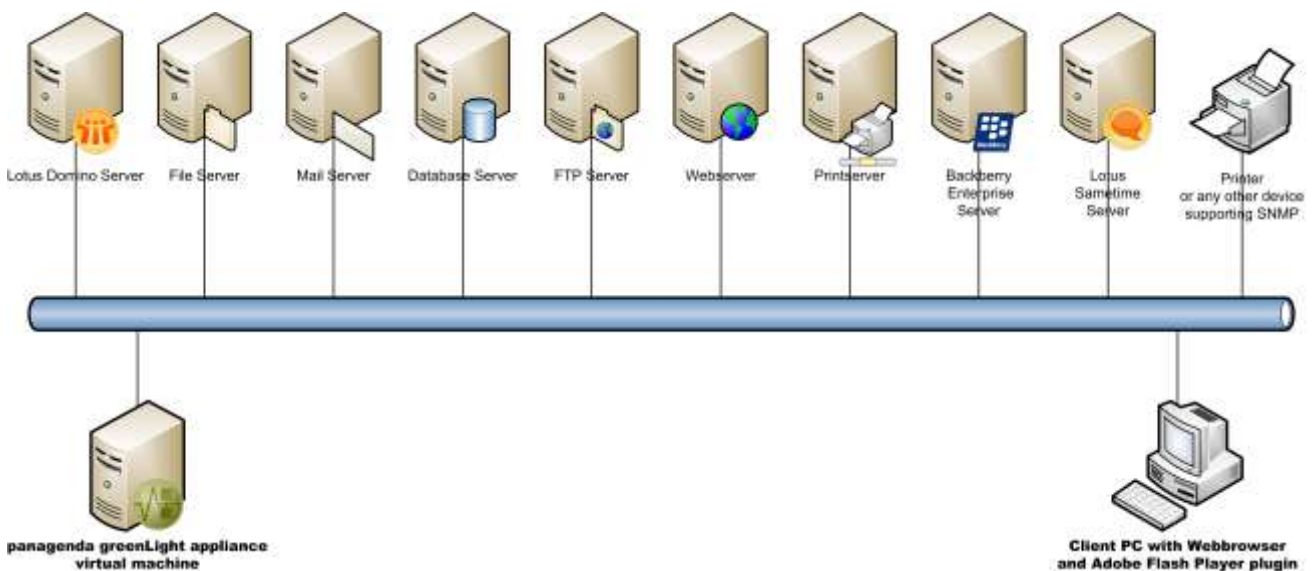 Lotus Domino Server
File Server
Mail Server
Database Server
FTP Server
Webserver
Printserver
Backberry
Enterprise
Server
Lotus
Sametime
Server
Printer
or any other device
supporting SNMP
BlackBerry
panagenda greenLight appliance
virtual machine
Client PC with Webbrowser
and Adobe Flash Player plugin